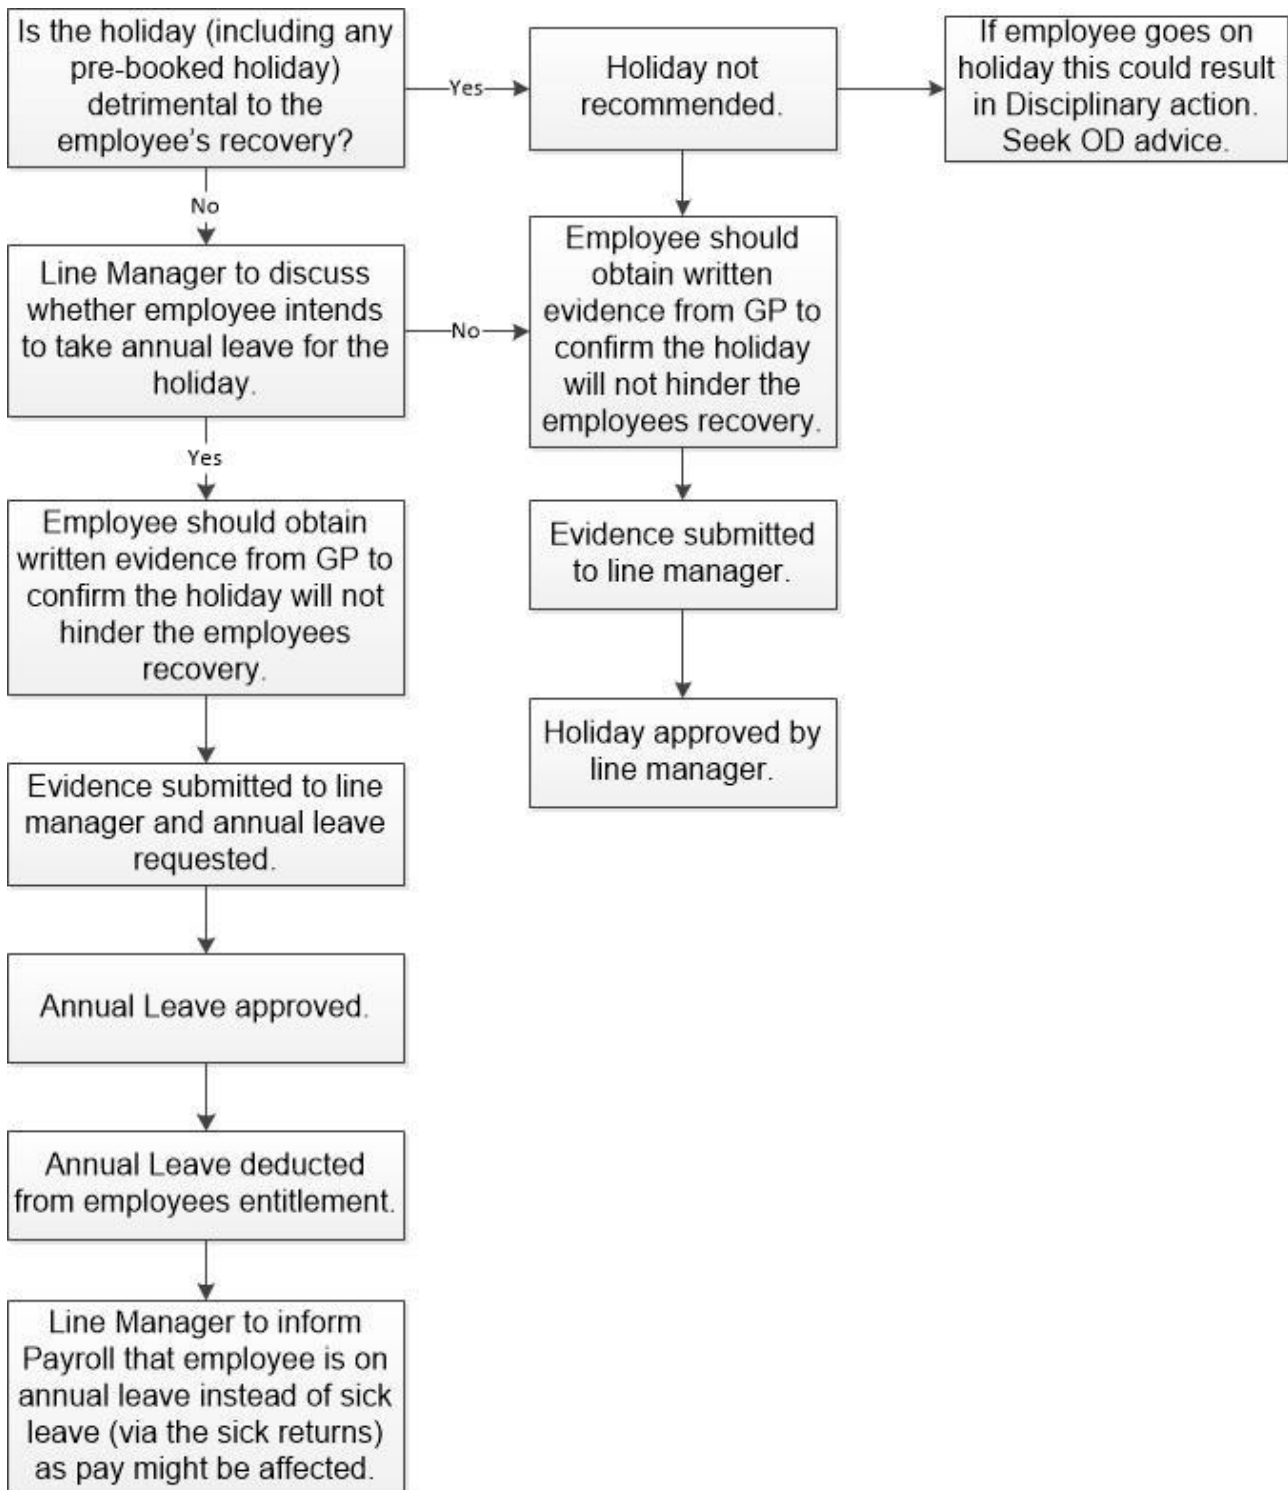 Is the holiday (including any
pre-booked holiday)
detrimental to the
employee's recovery?
Yes
Holiday not
recommended.
If employee goes on
holiday this could result
in Disciplinary action.
Seek OD advice.
No
Line Manager to discuss
whether employee intends
to take annual leave for the
holiday.
No
Employee should
obtain written
evidence from GP to
confirm the holiday
will not hinder the
employees recovery.
Yes
Employee should obtain
written evidence from GP to
confirm the holiday will not
hinder the employees
recovery.
Evidence submitted
to line manager.
Holiday approved by
line manager.
Evidence submitted to line
manager and annual leave
requested.
Annual Leave approved.
Annual Leave deducted
from employees entitlement.
Line Manager to inform
Payroll that employee is on
annual leave instead of sick
leave (via the sick returns)
as pay might be affected.